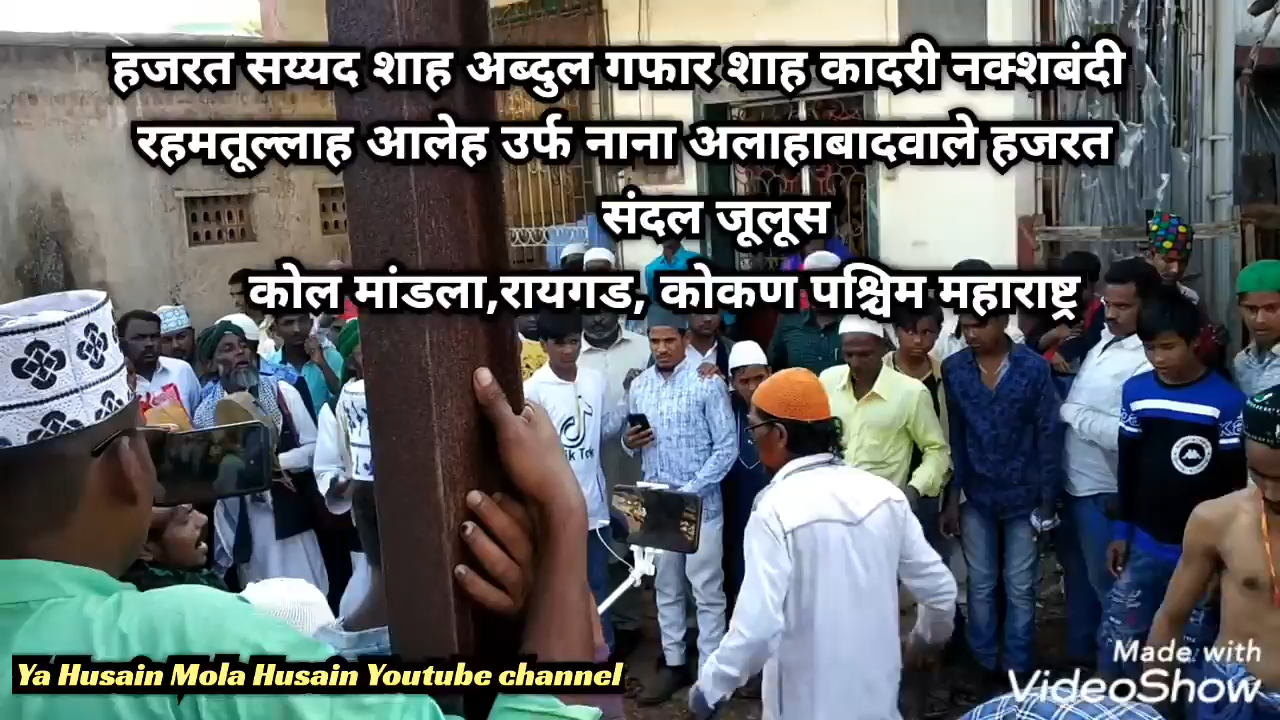 हजरत सय्यद शाह अब्दुल गफार शाह कादरी नक्शबंदी
रहमतूल्लाह आलेह उर्फ नाना अलाहाबादवाले हजरत
संदल जूलूस
कोल मांडला,रायगड, कोकण पश्चिम महाराष्ट्र
Ya Husain Mola Husain Youtube channel
Made with
VideoShow